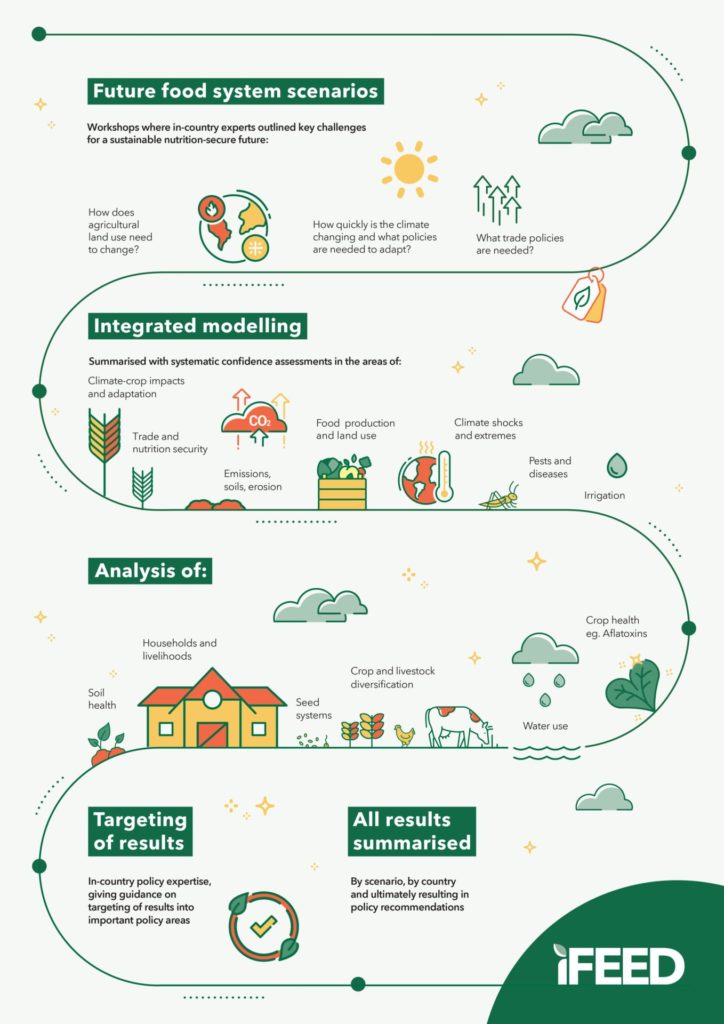 Future food system scenarios
Workshops where in-country experts outlined key challenges
for a sustainable nutrition-secure future:
How does
agricultural
land use need
to change?
How quickly is the climate
changing and what policies
are needed to adapt?
What trade policies
are needed?
Integrated modelling
Summarised with systematic confidence assessments in the areas of:
Climate-crop impacts
and adaptation
Trade and
nutrition security
CO₂
Emissions,
soils, erosion
Food production
and land use
Climate shocks
and extremes
Pests and
diseases
Irrigation
Analysis of:
Soil
health
Households and
livelihoods
Seed
systems
Crop and livestock
diversification
Water use
Crop health
eg. Aflatoxins
Targeting
of results
In-country policy expertise,
giving guidance on
targeting of results into
important policy areas
All results
summarised
By scenario, by country
and ultimately resulting in
policy recommendations
iFEED